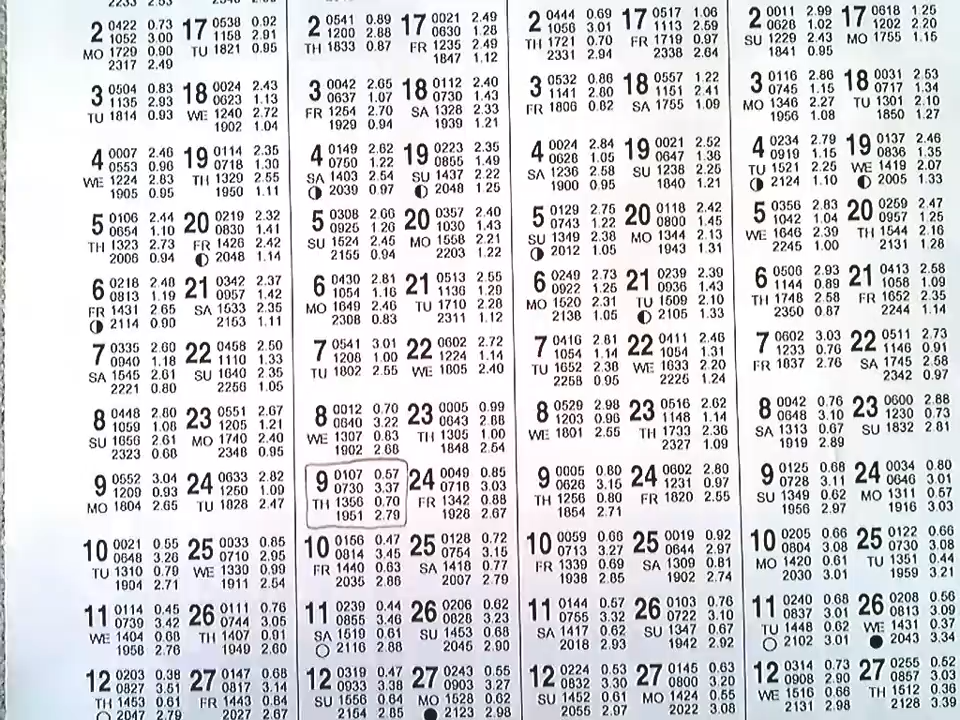 2 0422 0.73
1052 3.00
MO 1729 0.90
2317 2.49
3 0504 0.83
1135 2.93
TU 1814 0.93
4 0007 2.46
0553 0.96
WE 1224 2.83
1905 0.95
5 0106 2.44
0654 1.10
TH 1323 2.73
2006 0.94
6 0218 2.48
0813 1.19
FR 1431 2.65
2114 0.90
7 0335 2.60
0940 1.18
SA 1545 2.61
2221 0.80
8 0448 2.80
1059 1.08
SU 1656 2.61
2323 0.68
9 0552 3.04
1209 0.93
MO 1804 2.65
10 0021 0.55
0648 3.26
TU 1310 0.79
1904 2.71
11 0114 0.45
0739 3.42
WE 1404 0.68
1958 2.76
12 0203 0.38
0827 3.51
TH 1453 0.61
2047 2.79
17 0538 0.92
1158 2.91
TU 1821 0.95
18 0024 2.43
0623 1.13
WE 1240 2.72
1902 1.04
19 0114 2.35
0718 1.30
TH 1329 2.55
1950 1.11
20 0219 2.32
0830 1.41
FR 1426 2.42
2048 1.14
21 0342 2.37
0957 1.42
SA 1533 2.35
2153 1.11
22 0458 2.50
1110 1.33
SU 1640 2.35
2256 1.05
23 0551 2.67
1205 1.21
MO 1740 2.40
2348 0.95
24 0633 2.82
1250 1.09
TU 1828 2.47
25 0033 0.85
0710 2.95
WE 1330 0.99
1911 2.54
26 0111 0.76
0744 3.05
TH 1407 0.91
1949 2.60
27 0147 0.68
0817 3.14
FR 1443 0.84
2027 2.67
2 0541 0.89
1200 2.88
TH 1833 0.87
3 0042 2.65
0637 1.07
FR 1254 2.70
1929 0.94
4 0149 2.62
0750 1.22
SA 1403 2.54
2039 0.97
5 0308 2.66
0925 1.26
SU 1524 2.45
2155 0.94
6 0430 2.81
1054 1.16
MO 1649 2.46
2308 0.83
7 0541 3.01
1208 1.00
TU 1802 2.55
8 0012 0.70
0640 3.22
WE 1307 0.83
1902 2.68
9 0107 0.57
0730 3.37
TH 1356 0.70
1951 2.79
10 0156 0.47
0814 3.45
FR 1440 0.63
2035 2.86
11 0239 0.44
0855 3.46
SA 1519 0.61
2116 2.88
12 0319 0.47
0933 3.38
SU 1556 0.64
2154 2.85
17 0021 2.49
0630 1.28
FR 1235 2.49
1847 1.12
18 0112 2.40
0730 1.43
SA 1328 2.33
1939 1.21
19 0223 2.35
0855 1.49
SU 1437 2.22
2048 1.25
20 0357 2.40
1030 1.43
MO 1558 2.21
2203 1.22
21 0513 2.55
1136 1.29
TU 1710 2.28
2311 1.12
22 0602 2.72
1224 1.14
WE 1805 2.40
23 0005 0.99
0643 2.88
TH 1305 1.00
1848 2.54
24 0049 0.85
0718 3.03
FR 1342 0.88
1928 2.67
25 0128 0.72
0754 3.15
SA 1418 0.77
2007 2.79
26 0206 0.62
0828 3.23
SU 1453 0.68
2045 2.90
27 0243 0.55
0903 3.27
MO 1528 0.62
2123 2.98
2 0444 0.69
1056 3.01
TH 1721 0.70
2331 2.94
3 0532 0.86
1141 2.80
FR 1806 0.82
4 0024 2.84
0628 1.05
SA 1236 2.58
1900 0.95
5 0129 2.75
0743 1.22
SU 1349 2.38
2012 1.05
6 0249 2.73
0922 1.25
MO 1520 2.31
2138 1.05
7 0416 2.81
1054 1.14
TU 1652 2.38
2258 0.95
8 0529 2.98
1203 0.96
WE 1801 2.55
9 0005 0.80
0626 3.15
TH 1256 0.80
1854 2.71
10 0059 0.66
0713 3.27
FR 1339 0.69
1938 2.85
11 0144 0.57
0755 3.32
SA 1417 0.62
2018 2.93
12 0224 0.53
0832 3.30
SU 1452 0.61
2055 2.97
17 0517 1.06
1113 2.59
FR 1719 0.97
2338 2.64
18 0557 1.22
1151 2.41
SA 1755 1.09
19 0021 2.52
0647 1.36
SU 1238 2.25
1840 1.21
20 0118 2.42
0800 1.45
MO 1344 2.13
1943 1.31
21 0239 2.39
0936 1.43
TU 1509 2.10
2105 1.33
22 0411 2.46
1054 1.31
WE 1633 2.20
2225 1.24
23 0516 2.62
1148 1.14
TH 1733 2.36
2327 1.09
24 0602 2.80
1231 0.97
FR 1820 2.55
25 0019 0.92
0644 2.97
SA 1309 0.81
1902 2.74
26 0103 0.76
0722 3.10
SU 1347 0.67
1942 2.92
27 0145 0.63
0800 3.20
MO 1424 0.55
2022 3.08
2 0011 2.99
0628 1.02
SU 1229 2.43
1841 0.95
3 0116 2.86
0745 1.15
MO 1346 2.27
1956 1.08
4 0234 2.79
0919 1.15
TU 1521 2.25
2124 1.10
5 0356 2.83
1042 1.04
WE 1646 2.39
2245 1.00
6 0506 2.93
1144 0.89
TH 1748 2.58
2350 0.87
7 0602 3.03
1233 0.76
FR 1837 2.76
8 0042 0.76
0648 3.10
SA 1313 0.67
1919 2.89
9 0125 0.68
0728 3.11
SU 1349 0.62
1956 2.97
10 0205 0.66
0804 3.08
MO 1420 0.61
2030 3.01
11 0240 0.68
0837 3.01
TU 1448 0.62
2102 3.01
12 0314 0.73
0908 2.90
WE 1516 0.66
2131 2.98
17 0618 1.25
1202 2.20
MO 1755 1.15
18 0031 2.53
0717 1.34
TU 1301 2.10
1850 1.27
19 0137 2.46
0836 1.35
WE 1419 2.07
2005 1.33
20 0259 2.47
0957 1.25
TH 1544 2.16
2131 1.28
21 0413 2.58
1058 1.09
FR 1652 2.35
2244 1.14
22 0511 2.73
1146 0.91
SA 1745 2.58
2342 0.97
23 0600 2.88
1230 0.73
SU 1832 2.81
24 0034 0.80
0646 3.01
MO 1311 0.57
1916 3.03
25 0122 0.66
0730 3.08
TU 1351 0.44
1959 3.21
26 0208 0.56
0813 3.09
WE 1431 0.37
2043 3.34
27 0255 0.52
0857 3.03
TH 1512 0.36
2128 3.39